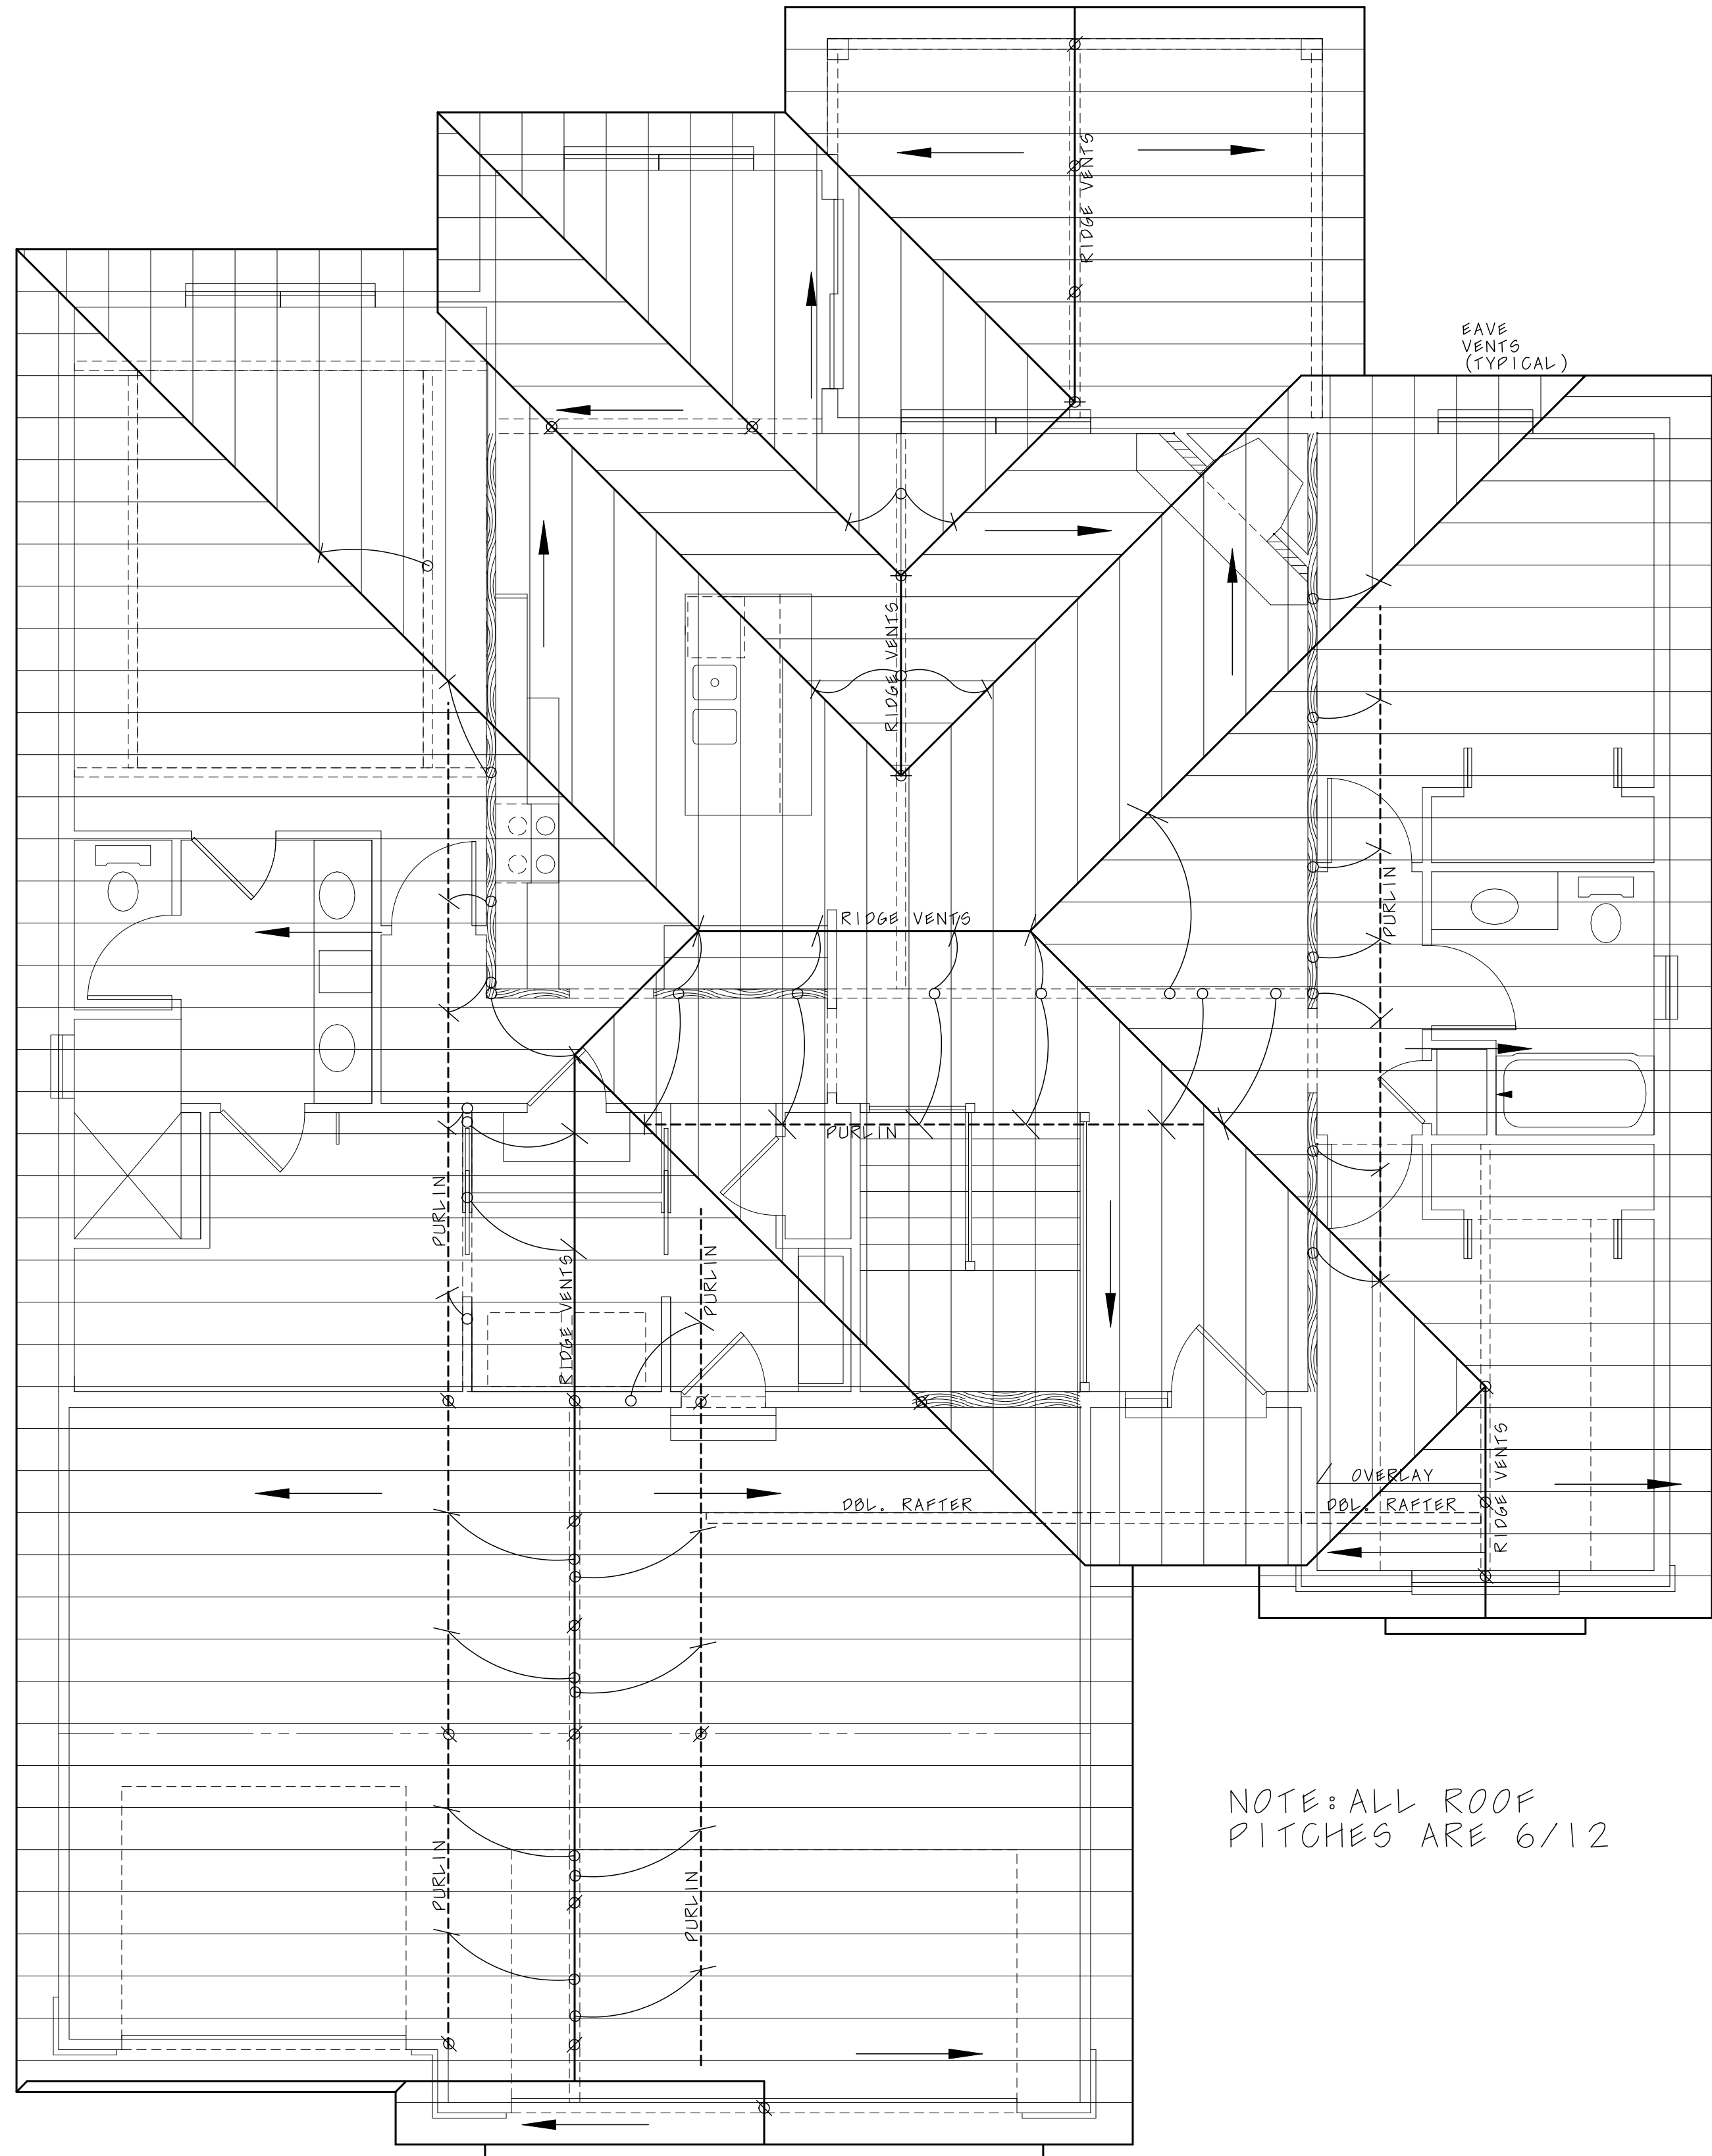 RIDGE VENTS
EAVE
VENTS
(TYPICAL)
RIDGE VENTS
RIDGE VENTS
PURLIN
PURLIN
PURLIN
PURLIN
RIDGE VENTS
OVERLAY
RIDGE VENTS
DBL. RAFTER
DBL. RAFTER
NOTE: ALL ROOF
PITCHES ARE 6/12
PURLIN
PURLIN